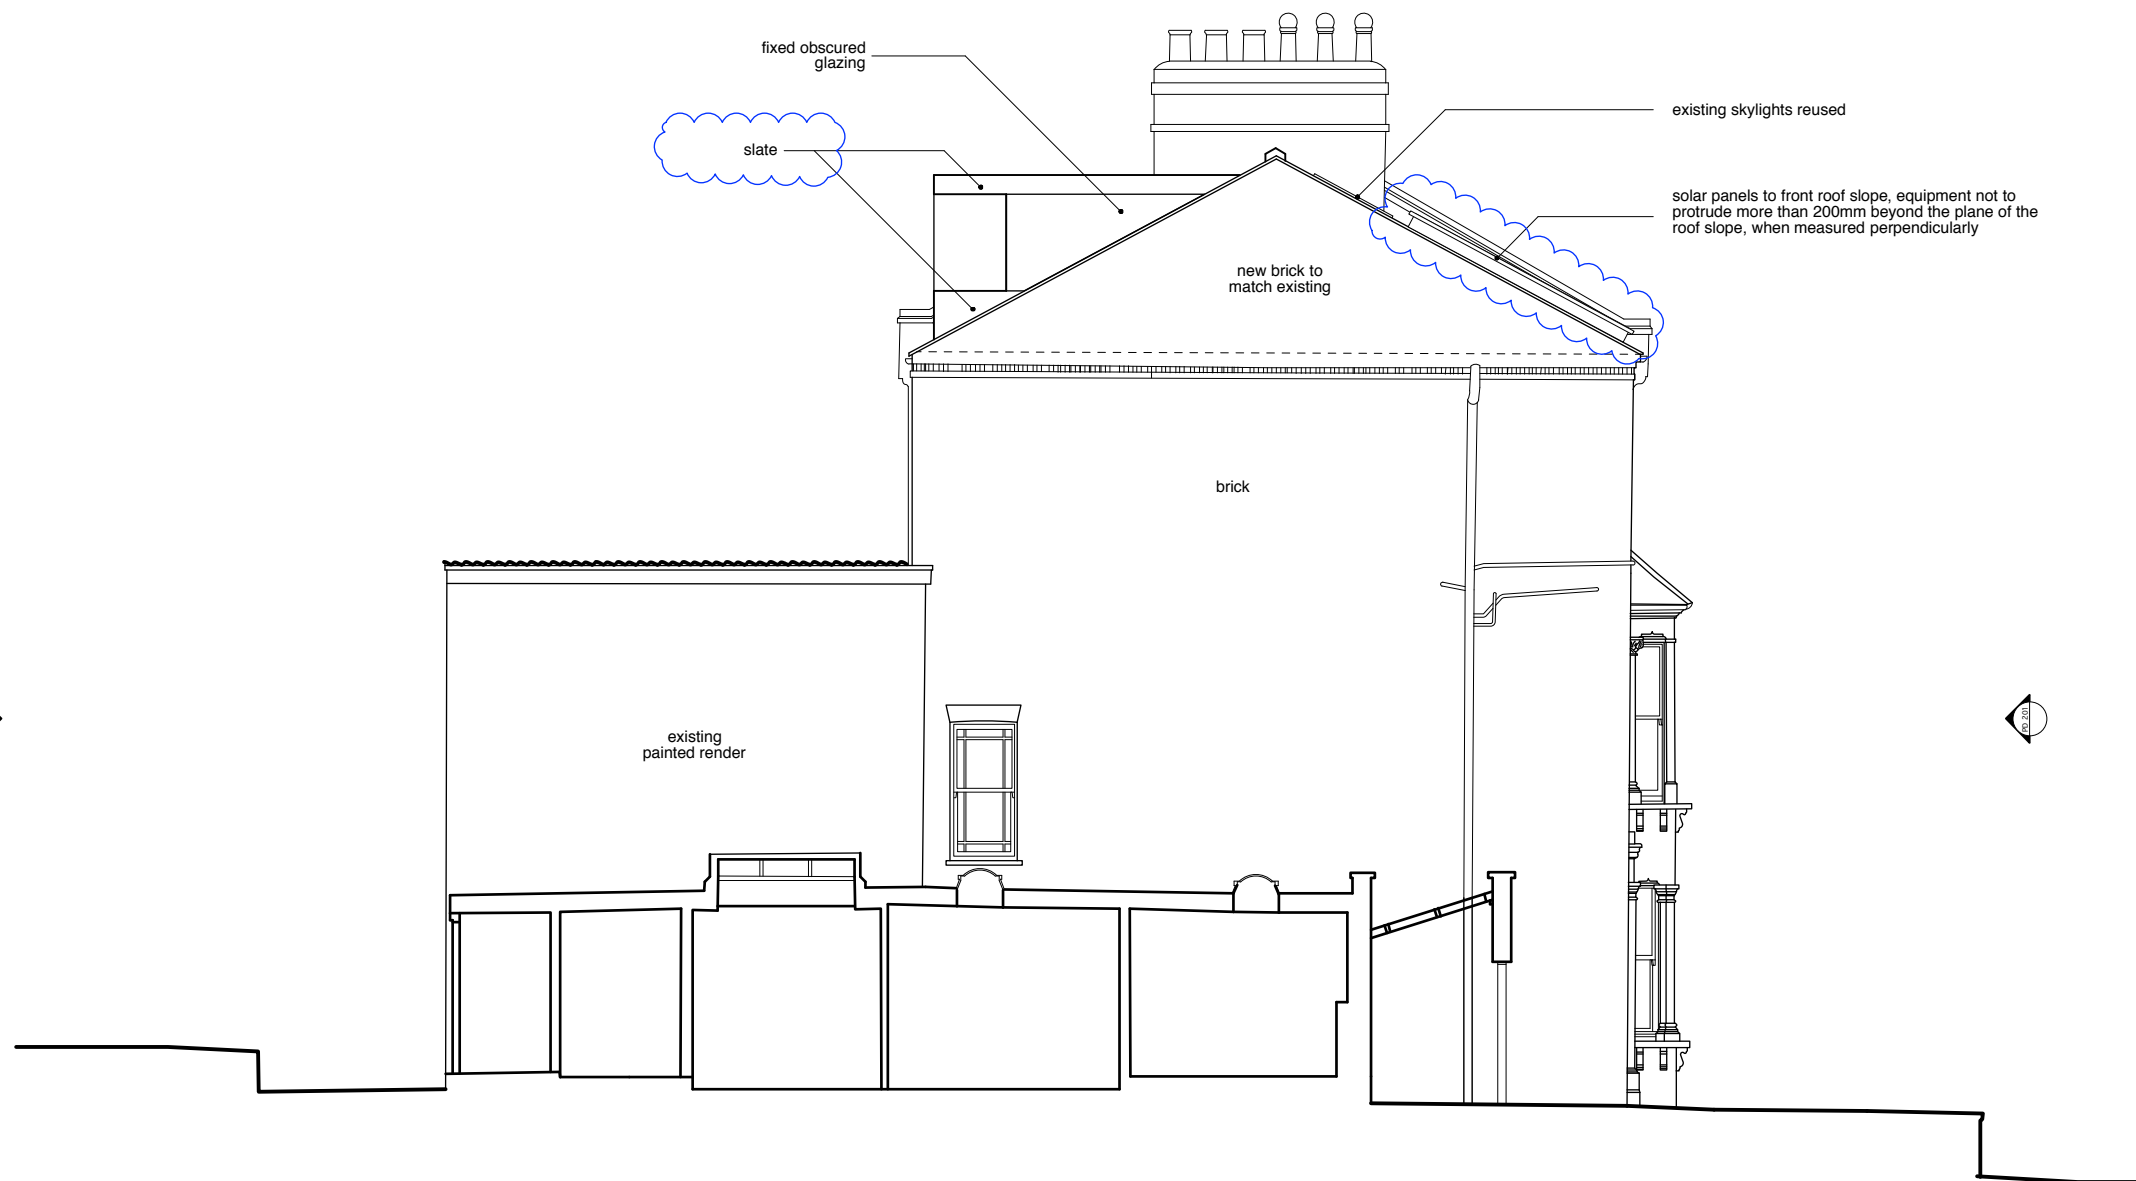 fixed obscured
glazing
slate
existing skylights reused
solar panels to front roof slope, equipment not to
protrude more than 200mm beyond the plane of the
roof slope, when measured perpendicularly
new brick to
match existing
brick
existing
painted render
PD 201